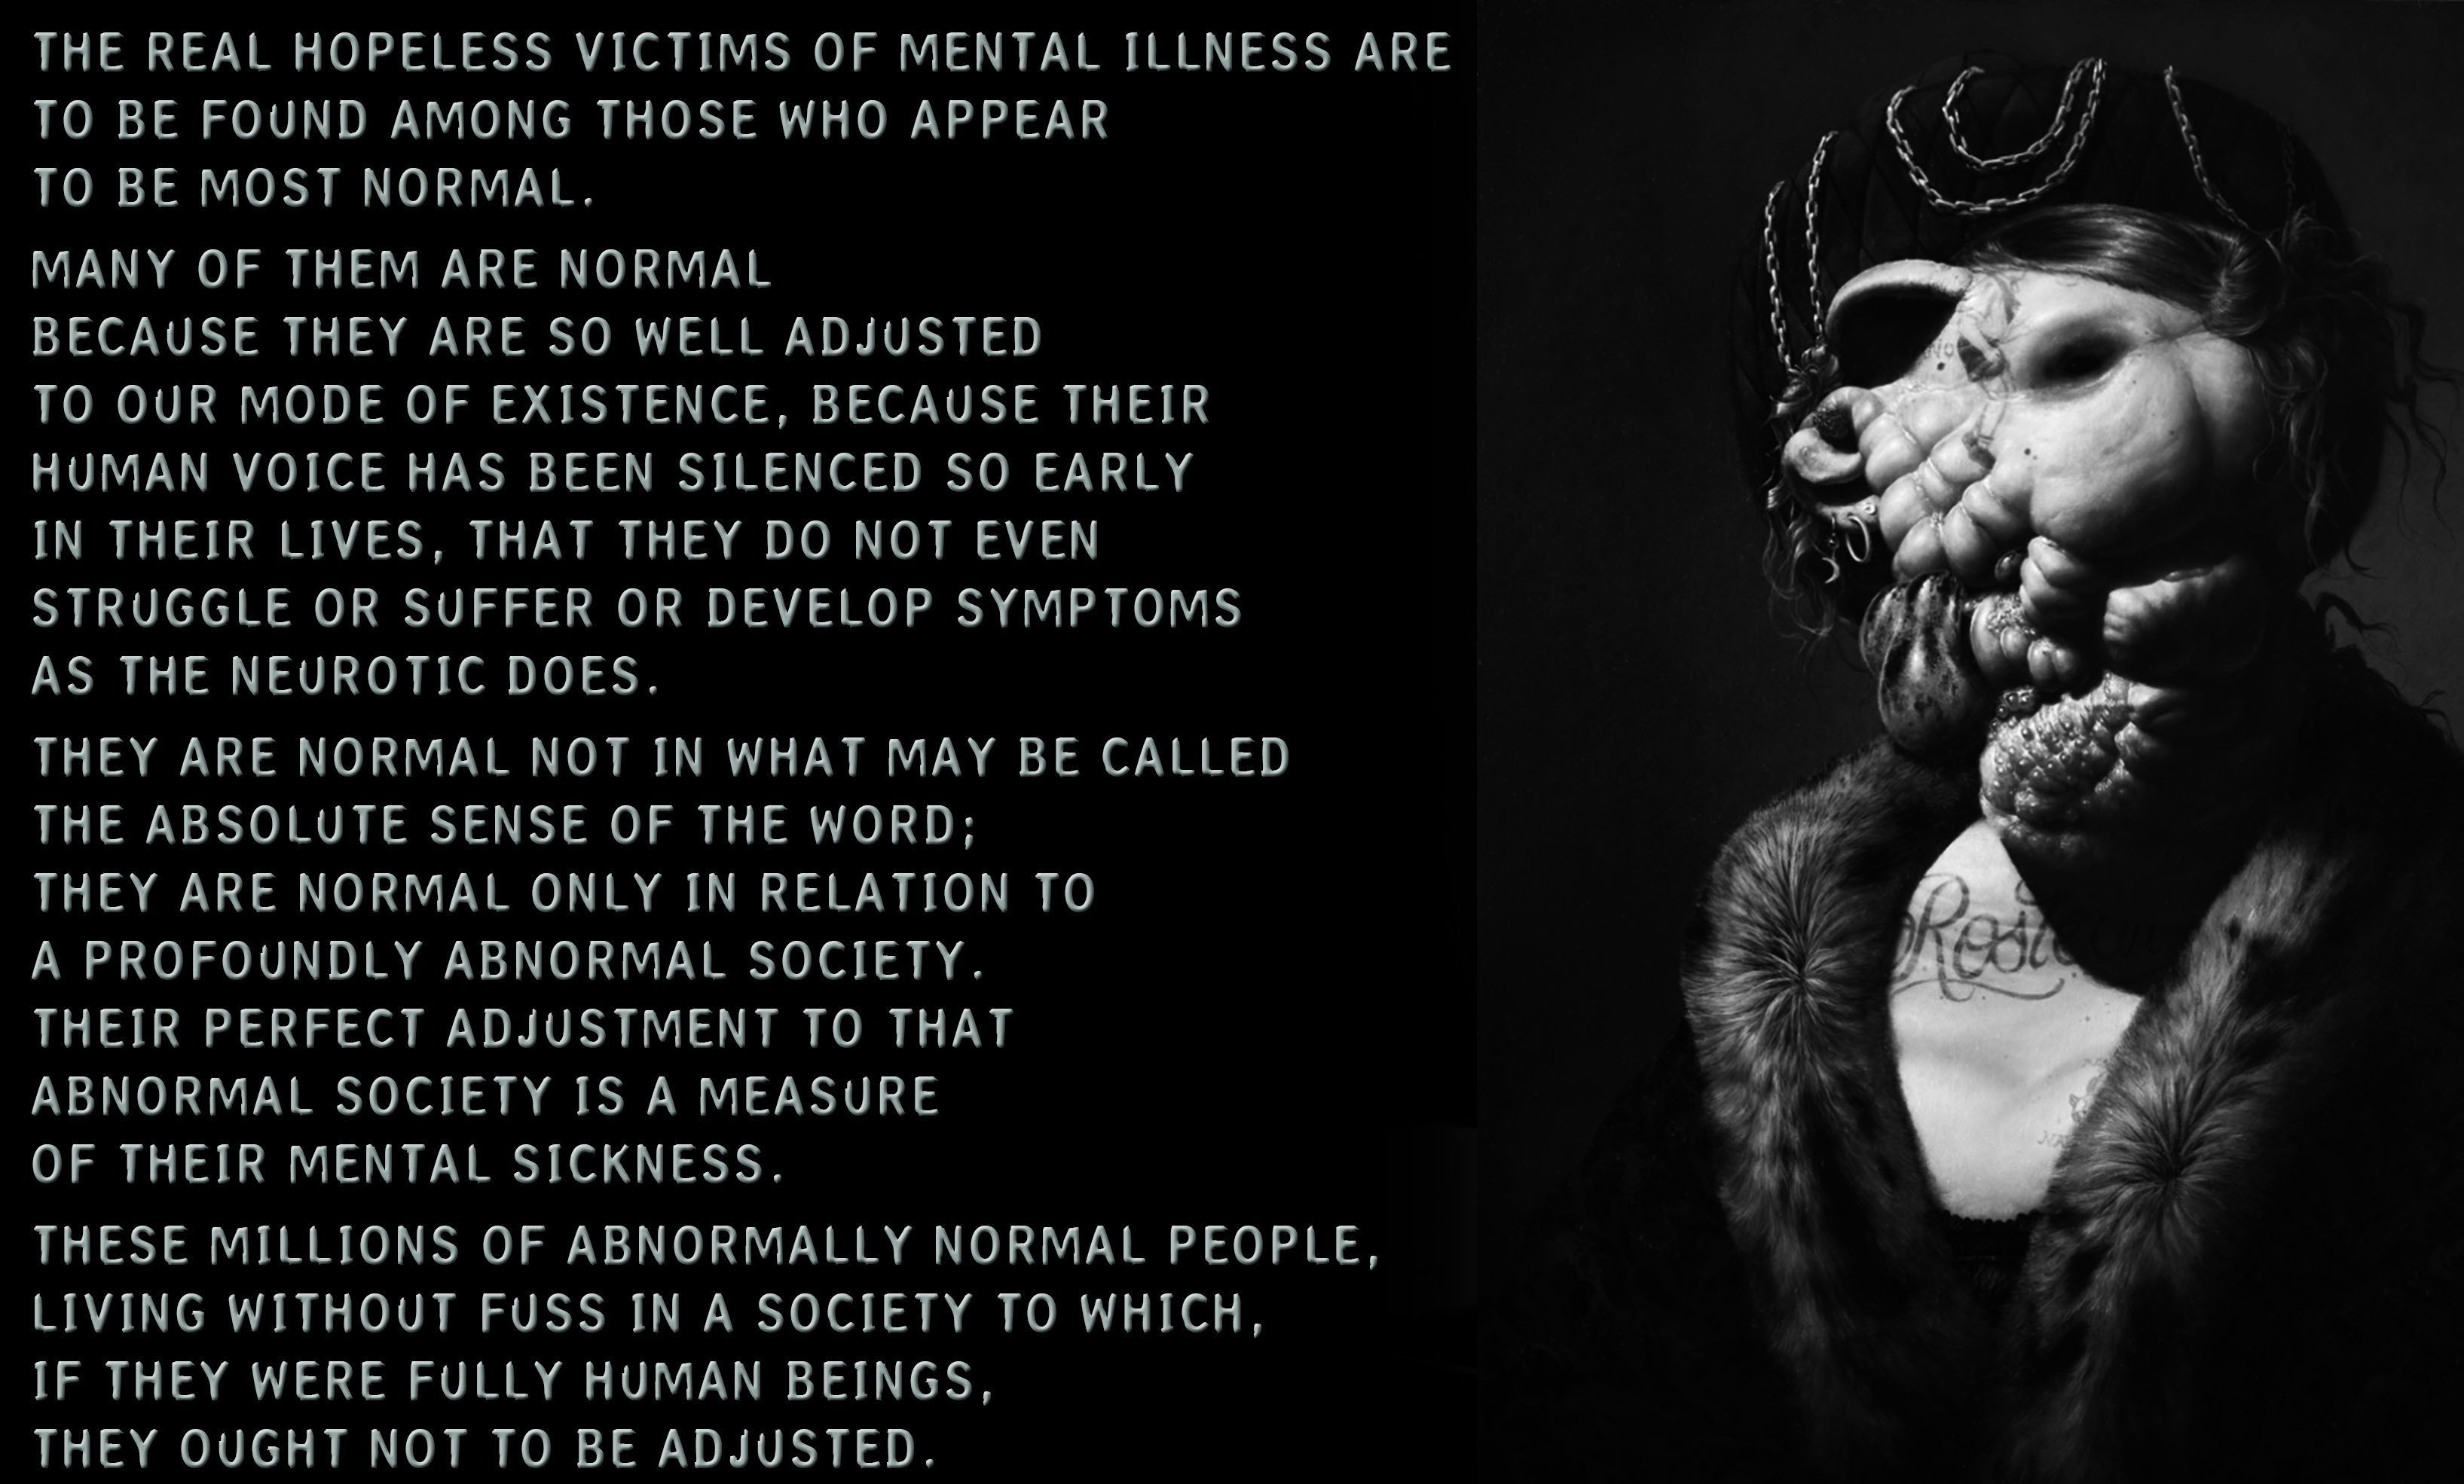 THE REAL HOPELESS VICTIMS OF MENTAL ILLNESS ARE
TO BE FOUND AMONG THOSE WHO APPEAR
TO BE MOST NORMAL.
MANY OF THEM ARE NORMAL
BECAUSE THEY ARE SO WELL ADJUSTED
TO OUR MODE OF EXISTENCE, BECAUSE THEIR
HUMAN VOICE HAS BEEN SILENCED SO EARLY
IN THEIR LIVES, THAT THEY DO NOT EVEN
STRUGGLE OR SUFFER OR DEVELOP SYMPTOMS
AS THE NEUROTIC DOES.
THEY ARE NORMAL NOT IN WHAT MAY BE CALLED
THE ABSOLUTE SENSE OF THE WORD;
THEY ARE NORMAL ONLY IN RELATION TO
A PROFOUNDLY ABNORMAL SOCIETY.
THEIR PERFECT ADJUSTMENT TO THAT
ABNORMAL SOCIETY IS A MEASURE
OF THEIR MENTAL SICKNESS.
THESE MILLIONS OF ABNORMALLY NORMAL PEOPLE,
LIVING WITHOUT FUSS IN A SOCIETY TO WHICH,
IF THEY WERE FULLY HUMAN BEINGS,
THEY OUGHT NOT TO BE ADJUSTED.